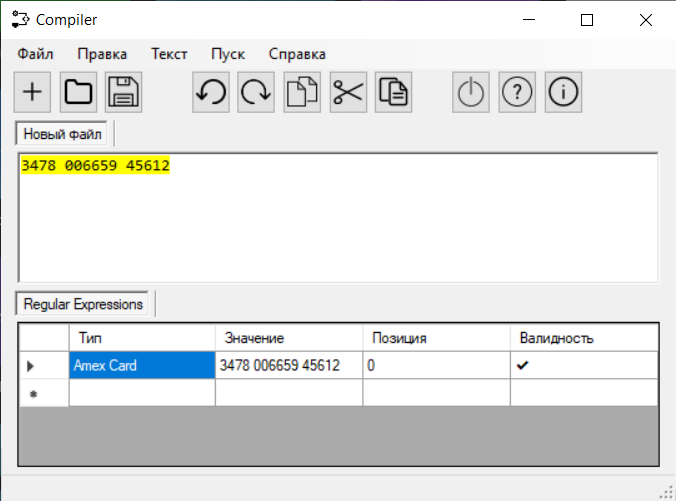 Compiler
Файл Правка Текст Пуск Справка
Новый файл
3478 006659 45612
Regular Expressions
Тип Значение Позиция Валидность
Amex Card 3478 006659 45612 0 ✔